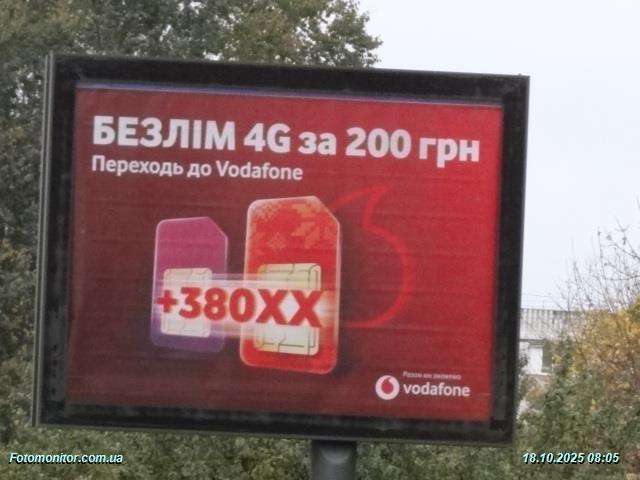 БЕЗЛІМ 4G за 200 грн
Переходь до Vodafone
+380XX
Разом ми зможемо
vodafone
Fotomonitor.com.ua
18.10.2025 08:05